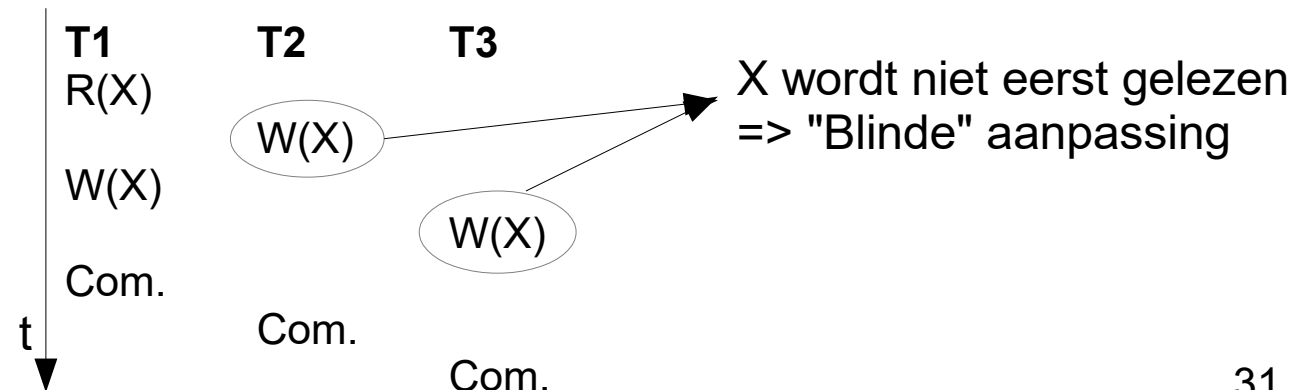 T1 T2 T3
R(X)
X wordt niet eerst gelezen
W(X)
=> "Blinde" aanpassing
W(X)
W(X)
Com.
t
Com.
Com.
31